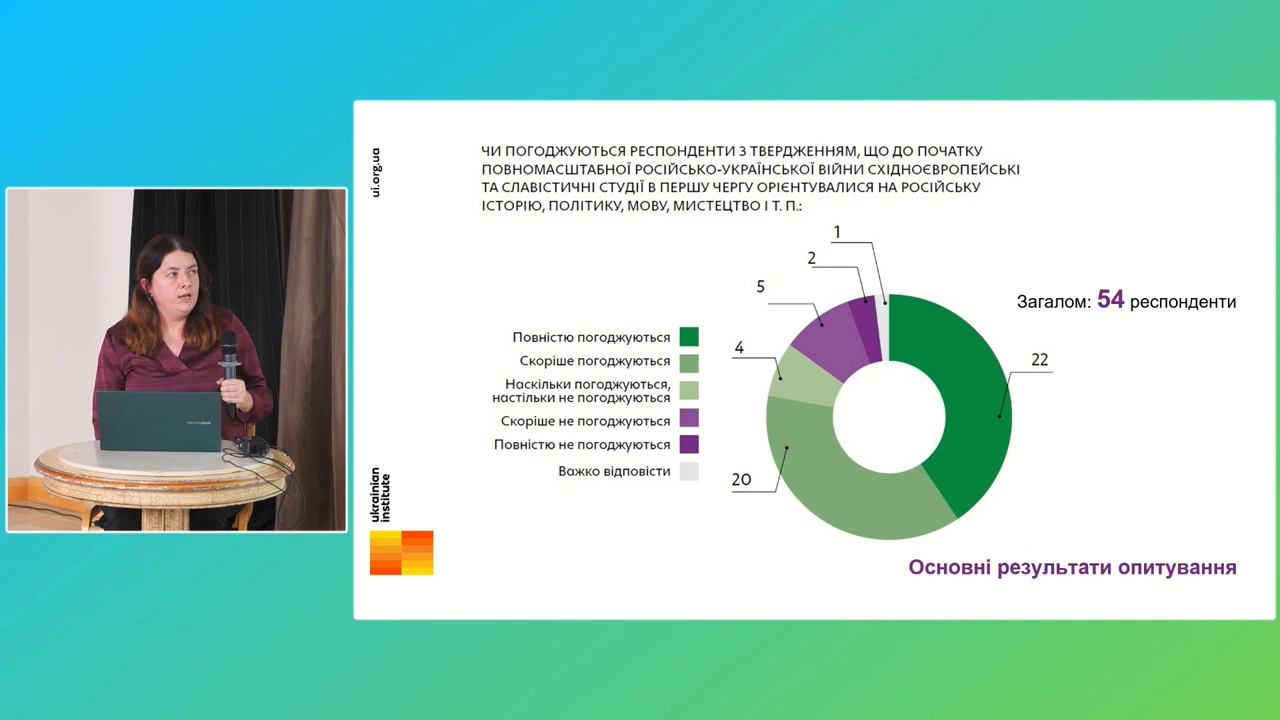 ui.org.ua
ЧИ ПОГОДЖУЮТЬСЯ РЕСПОНДЕНТИ З ТВЕРДЖЕННЯМ, ЩО ДО ПОЧАТКУ
ПОВНОМАСШТАБНОЇ РОСІЙСЬКО-УКРАЇНСЬКОЇ ВІЙНИ СХІДНОЄВРОПЕЙСЬКІ
ТА СЛАВІСТИЧНІ СТУДІЇ В ПЕРШУ ЧЕРГУ ОРІЄНТУВАЛИСЯ НА РОСІЙСЬКУ
ІСТОРІЮ, ПОЛІТИКУ, МОВУ, МИСТЕЦТВО І Т. П.:
1
2
5
4
20
22
Загалом: 54 респонденти
Повністю погоджуються
Скоріше погоджуються
Наскільки погоджуються,
настільки не погоджуються
Скоріше не погоджуються
Повністю не погоджуються
Важко відповісти
ukrainian
institute
Основні результати опитування